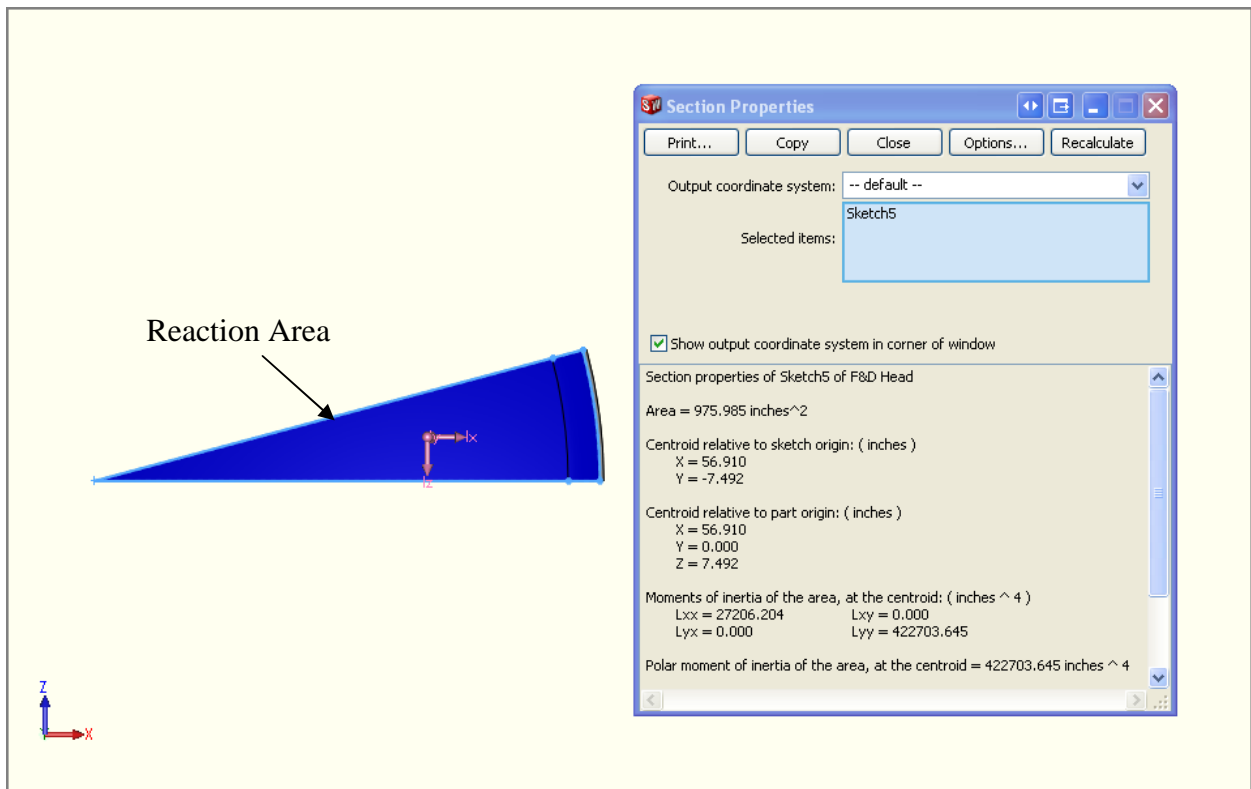 Reaction Area
Section Properties
Print... Copy Close Options... Recalculate
Output coordinate system: -- default --
Sketch5
Selected items:
Show output coordinate system in corner of window
Section properties of Sketch5 of F&D Head
Area = 975.985 inches^2
Centroid relative to sketch origin: ( inches )
X = 56.910
Y = -7.492
Centroid relative to part origin: ( inches )
X = 56.910
Y = 0.000
Z = 7.492
Moments of inertia of the area, at the centroid: ( inches ^ 4 )
Lxx = 27206.204 Lxy = 0.000
Lyx = 0.000 Lyy = 422703.645
Polar moment of inertia of the area, at the centroid = 422703.645 inches ^ 4
Ix
Iz
Z
X